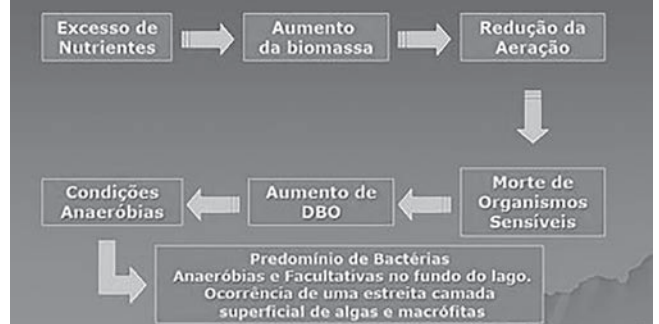 Excesso de
Nutrientes
Aumento
da biomassa
Redução da
Aeração
Morte de
Organismos
Sensíveis
Aumento de
DBO
Condições
Anaeróbias
Predomínio de Bactérias
Anaeróbias e Facultativas no fundo do lago.
Ocorrência de uma estreita camada
superficial de algas e macrófitas